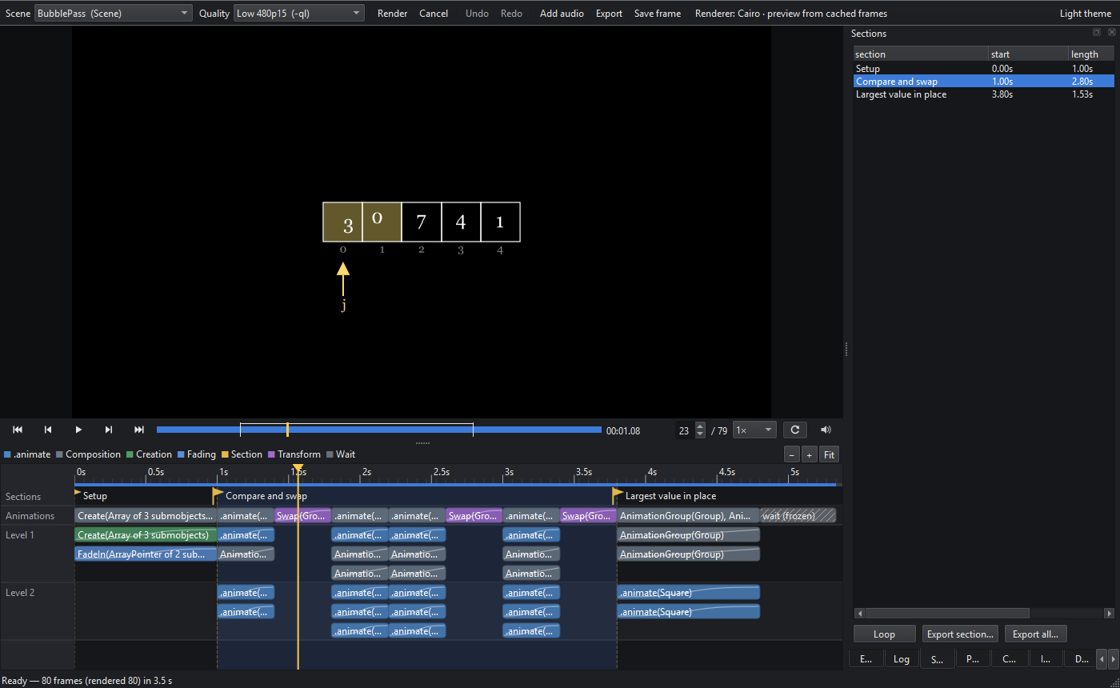 Scene BubblePass (Scene) Quality Low 480p15 (-ql) Render Cancel Undo Redo Add audio Export Save frame Renderer: Cairo · preview from cached frames Light theme
Sections
section start length
Setup 0.00s 1.00s
Compare and swap 1.00s 2.80s
Largest value in place 3.80s 1.53s
3 0 7 4 1
0 1 2 3 4
j
00:01.08 23 / 79 1×
.animate Composition Creation Fading Section Transform Wait − + Fit
0s 0.5s 1s 1.5s 2s 2.5s 3s 3.5s 4s 4.5s 5s
Sections Setup Compare and swap Largest value in place
Animations Create(Array of 3 submobjects... .animate(... Swap(Gro... .animate(... .animate(... Swap(Gro... .animate(... Swap(Gro... AnimationGroup(Group), Ani... wait (frozen)
Level 1 Create(Array of 3 submobjects) .animate(... .animate(... .animate(... .animate(... AnimationGroup(Group)
FadeIn(ArrayPointer of 2 sub... Animatio... Animatio... Animatio... Animatio... AnimationGroup(Group)
Animatio... Animatio... Animatio...
Level 2 .animate(... .animate(... .animate(... .animate(... .animate(Square)
.animate(... .animate(... .animate(... .animate(... .animate(Square)
.animate(... .animate(... .animate(...
Loop Export section... Export all...
E... Log S... P... C... I... D...
Ready — 80 frames (rendered 80) in 3.5 s